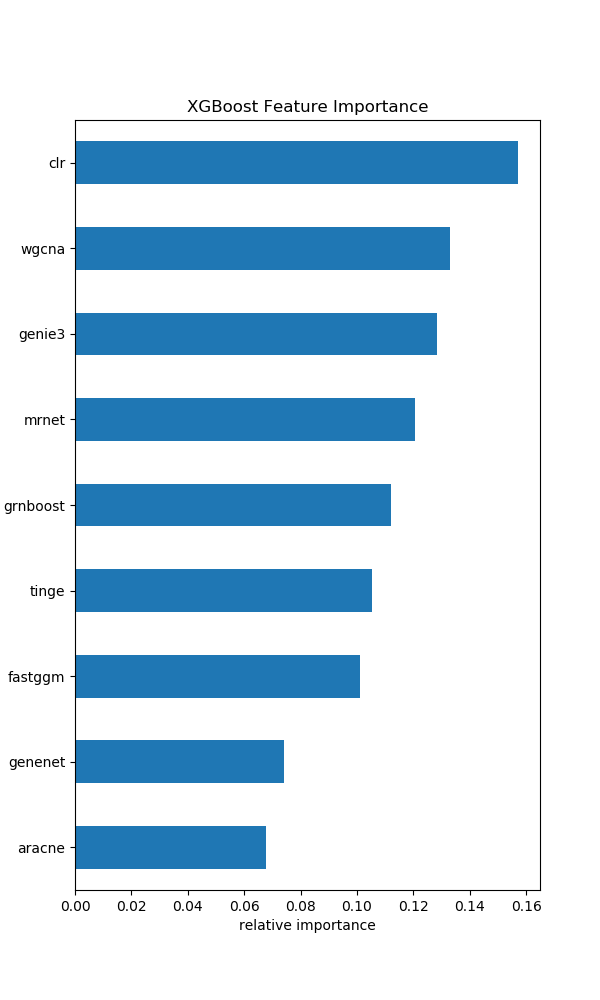 XGBoost Feature Importance
clr
wgcna
genie3
mrnet
grnboost
tinge
fastggm
genenet
aracne
0.00 0.02 0.04 0.06 0.08 0.10 0.12 0.14 0.16
relative importance